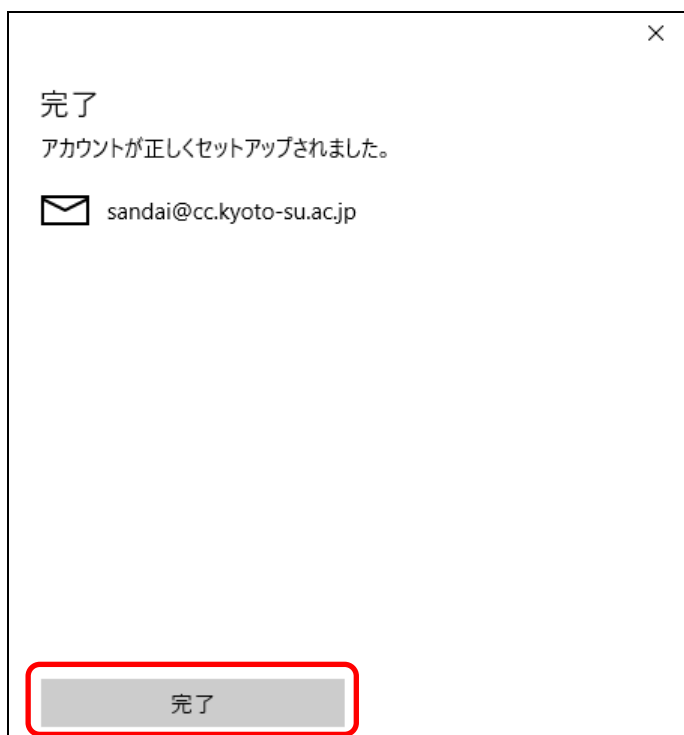 完了
アカウントが正しくセットアップされました。
sandai@cc.kyoto-su.ac.jp
完了